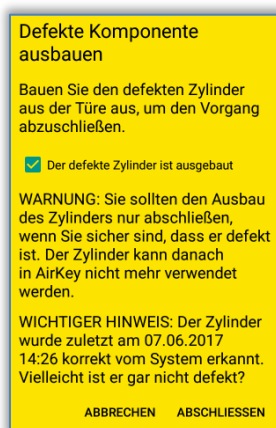 Defekte Komponente
ausbauen
Bauen Sie den defekten Zylinder
aus der Türe aus, um den Vorgang
abzuschließen.
Der defekte Zylinder ist ausgebaut
WARNUNG: Sie sollten den Ausbau
des Zylinders nur abschließen,
wenn Sie sicher sind, dass er defekt
ist. Der Zylinder kann danach
in AirKey nicht mehr verwendet
werden.
WICHTIGER HINWEIS: Der Zylinder
wurde zuletzt am 07.06.2017
14:26 korrekt vom System erkannt.
Vielleicht ist er gar nicht defekt?
ABBRECHEN ABSCHLIESSEN